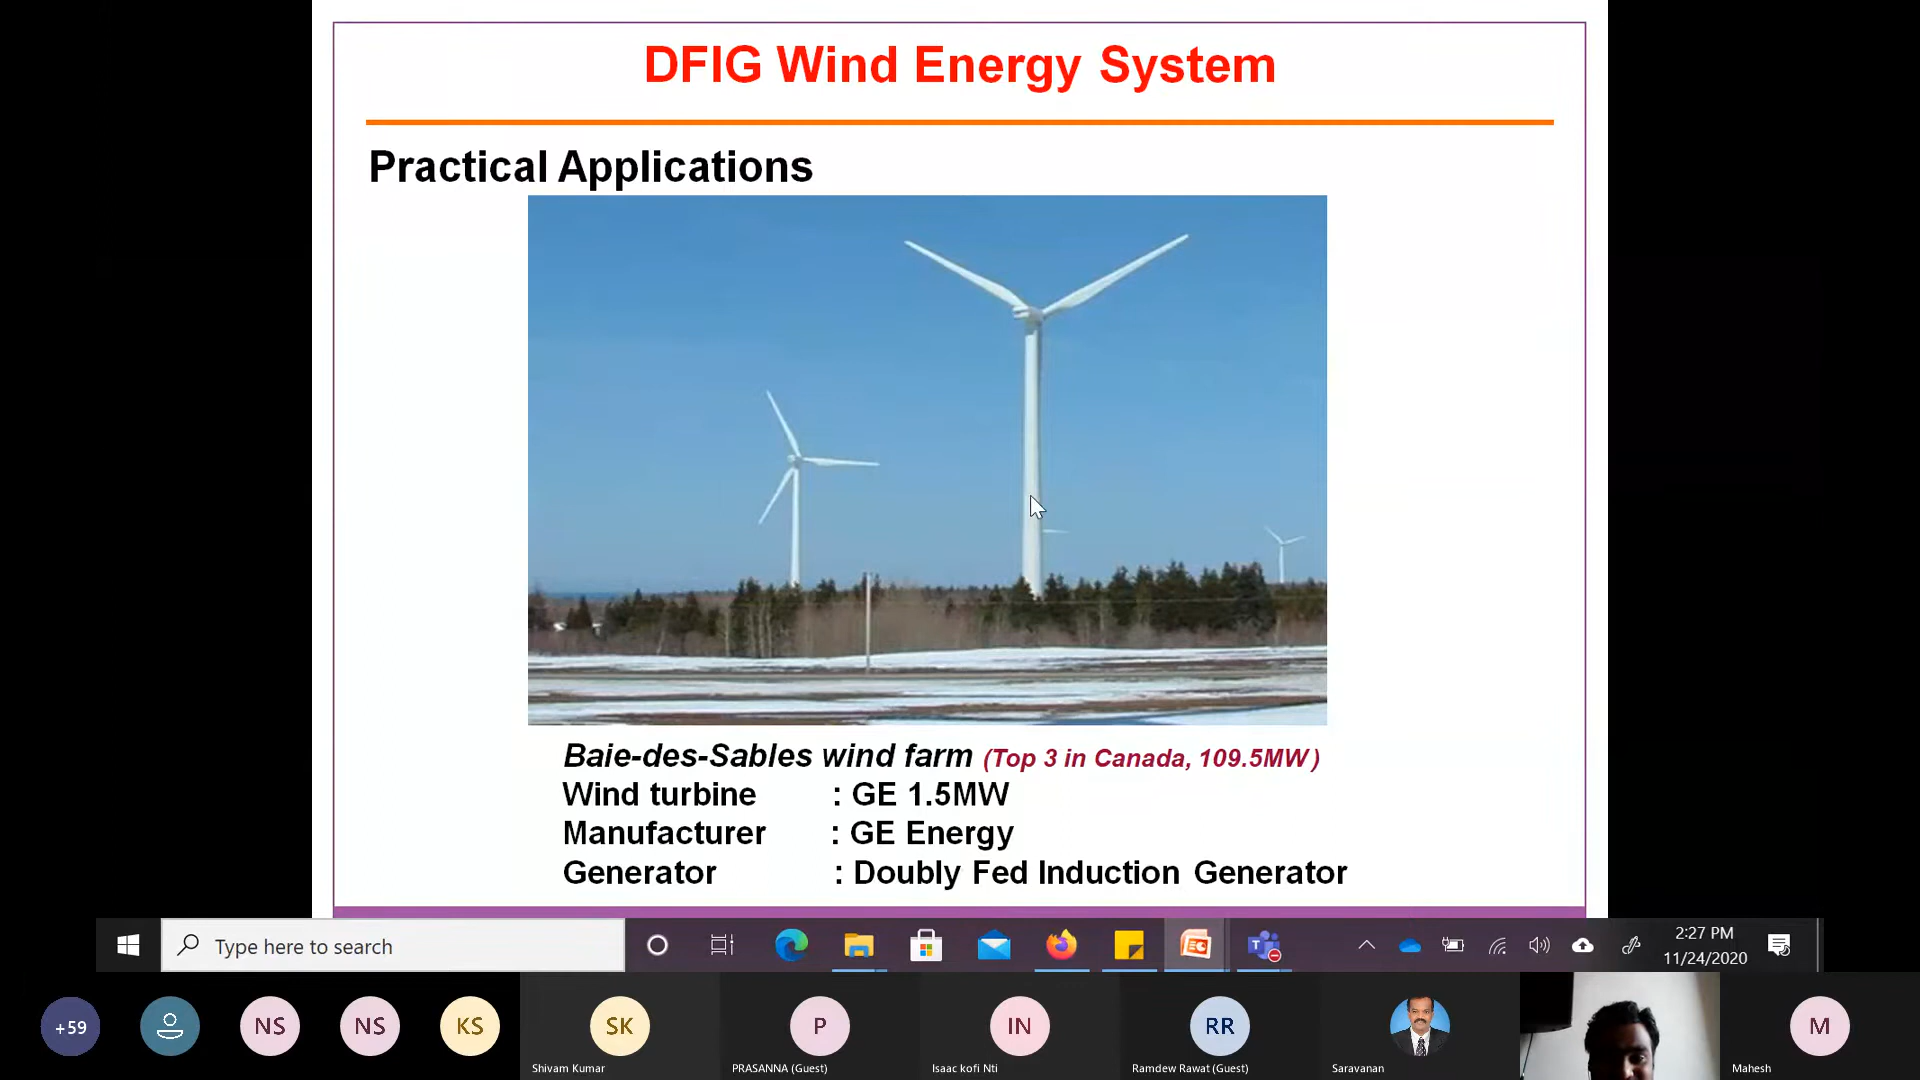 DFIG Wind Energy System
Practical Applications
Baie-des-Sables wind farm (Top 3 in Canada, 109.5MW)
Wind turbine : GE 1.5MW
Manufacturer : GE Energy
Generator : Doubly Fed Induction Generator
Type here to search
2:27 PM
11/24/2020
+59
NS
NS
KS
SK
P
IN
RR
M
Shivam Kumar
PRASANNA (Guest)
Isaac kofi Nti
Ramdew Rawat (Guest)
Saravanan
Mahesh